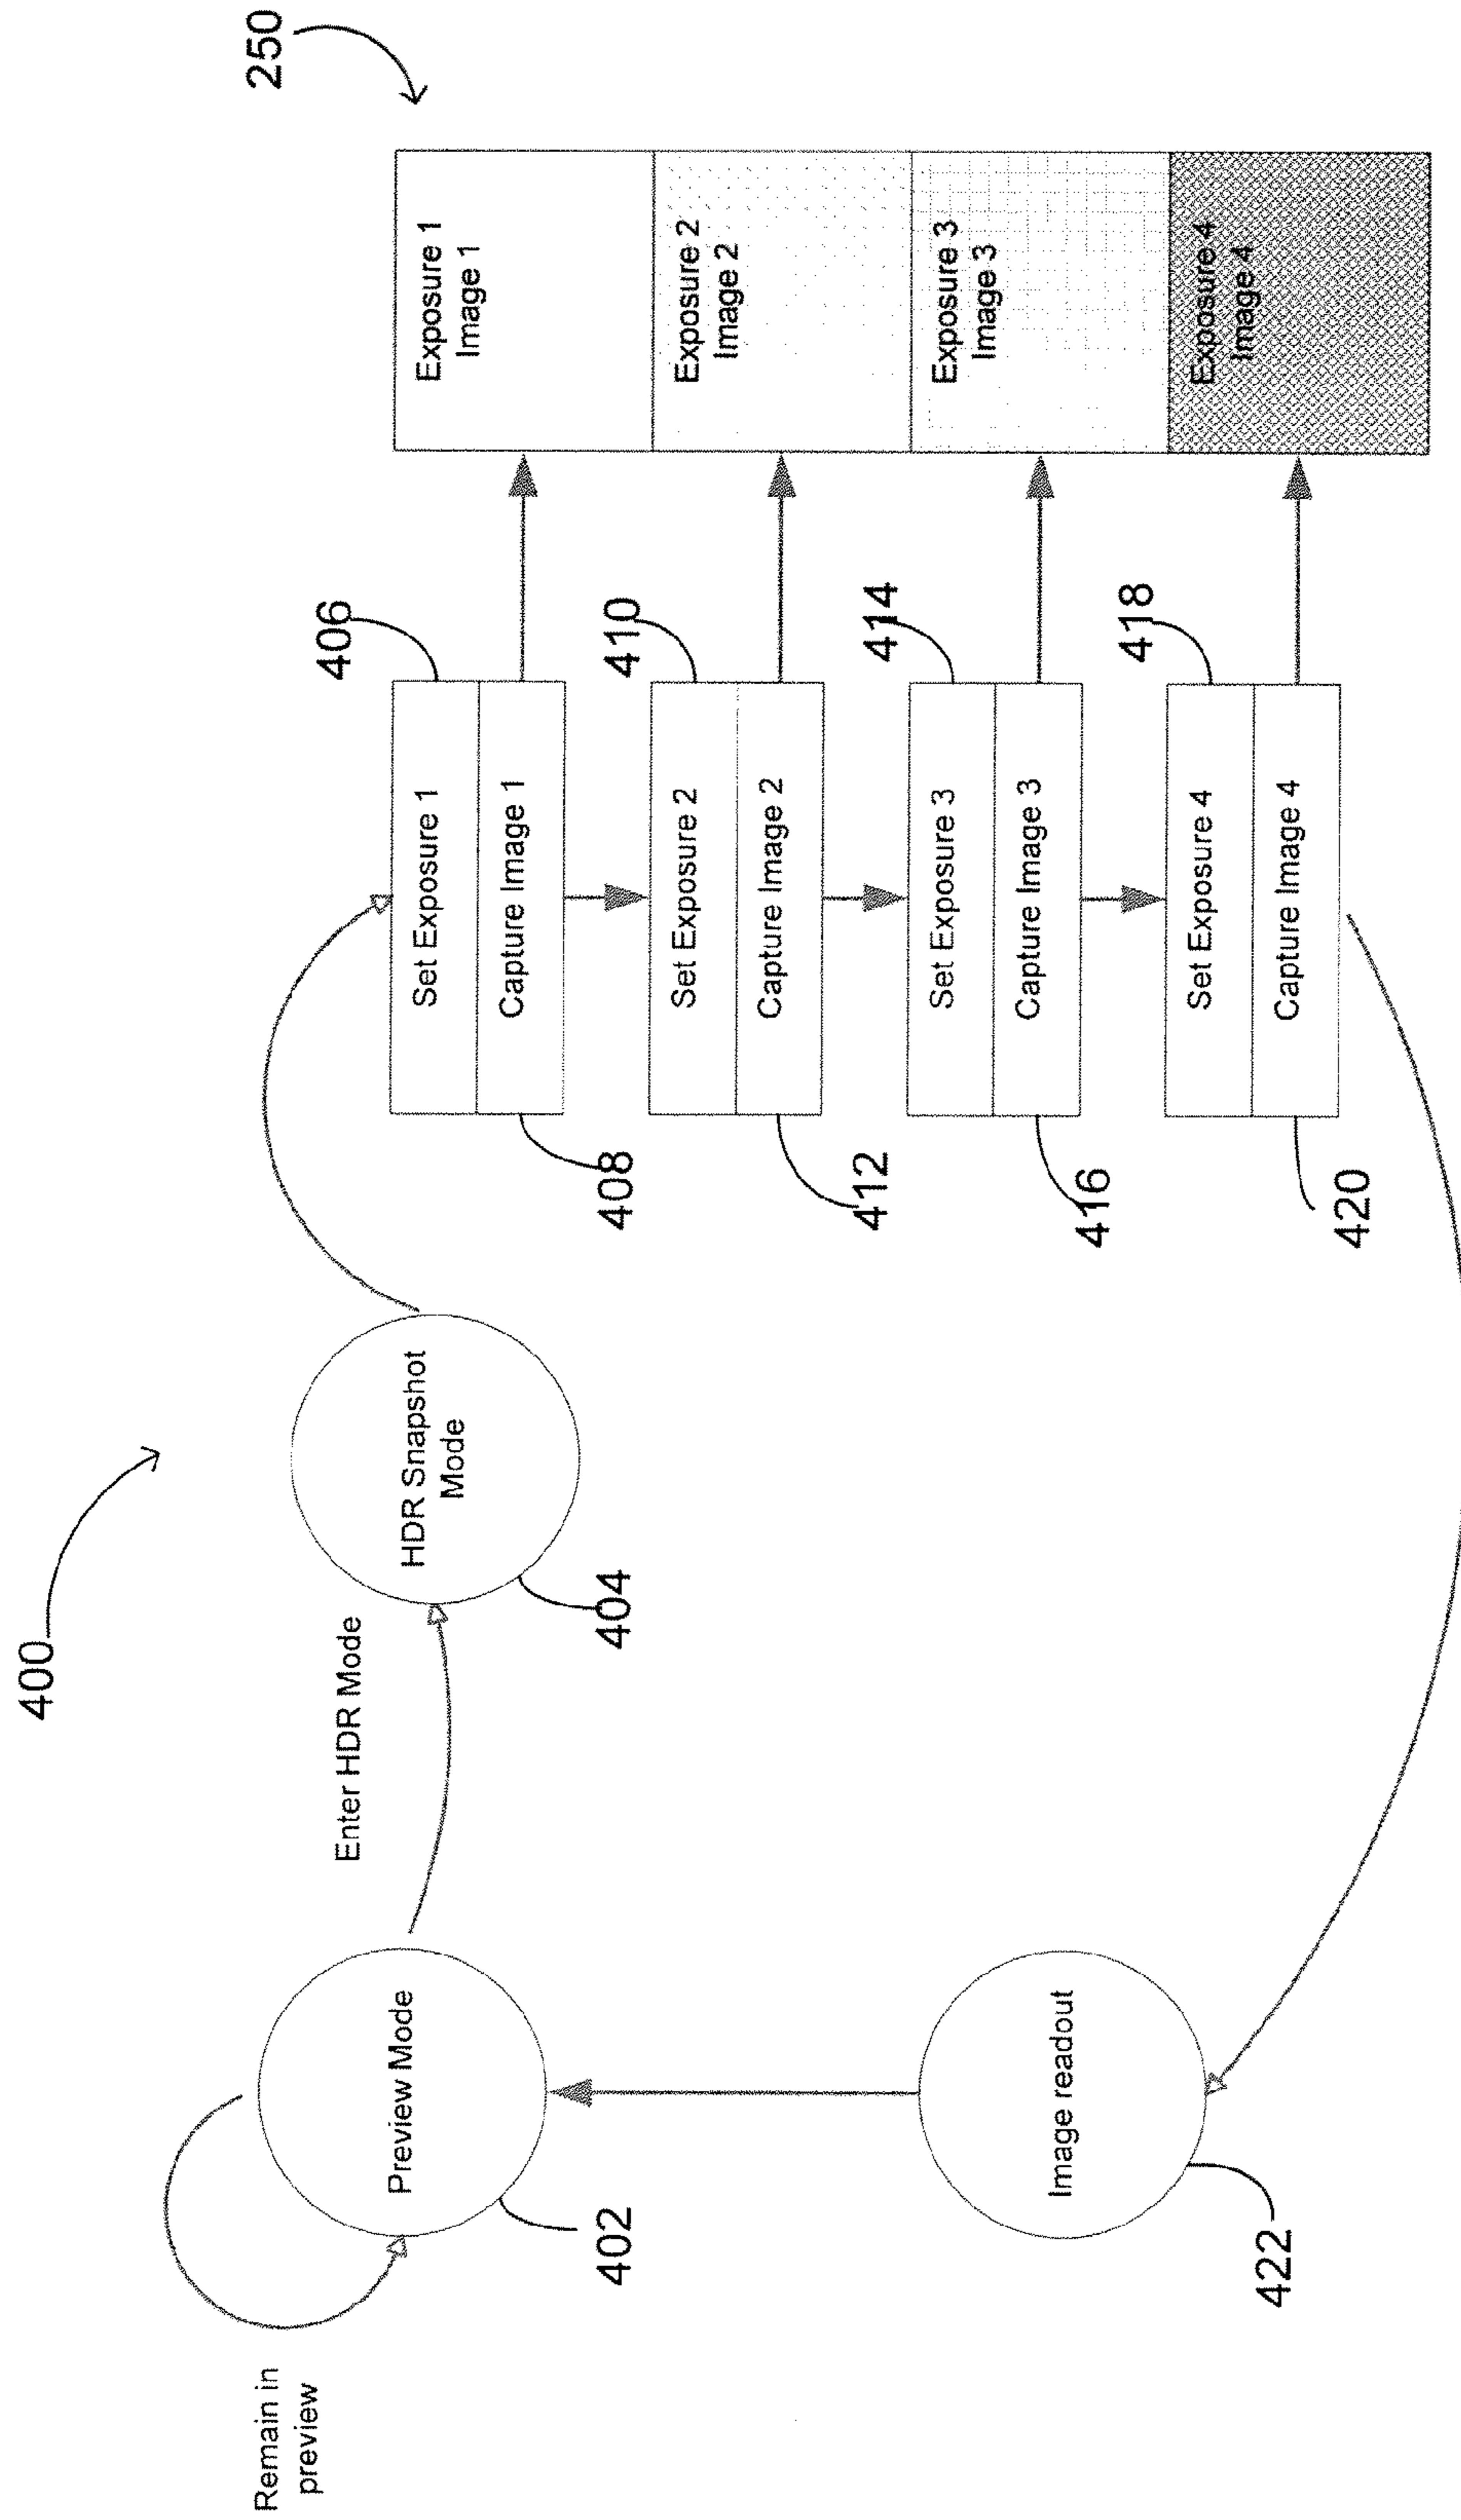 400
250
Remain in
preview
Preview Mode
402
Enter HDR Mode
HDR Snapshot
Mode
404
Set Exposure 1
406
Capture Image 1
408
Set Exposure 2
410
Capture Image 2
412
Set Exposure 3
414
Capture Image 3
416
Set Exposure 4
418
Capture Image 4
420
Exposure 1
Image 1
Exposure 2
Image 2
Exposure 3
Image 3
Exposure 4
Image 4
Image readout
422